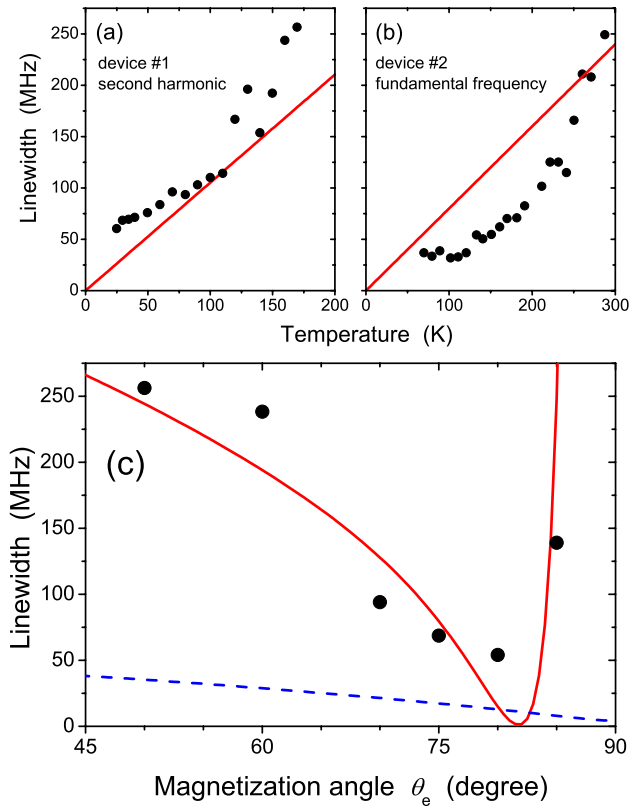 (a)
device #1
second harmonic
(b)
device #2
fundamental frequency
Linewidth (MHz)
250
200
150
100
50
0
0 50 100 150 200
0 100 200 300
Temperature (K)
(c)
Linewidth (MHz)
250
200
150
100
50
0
45 60 75 90
Magnetization angle θe (degree)